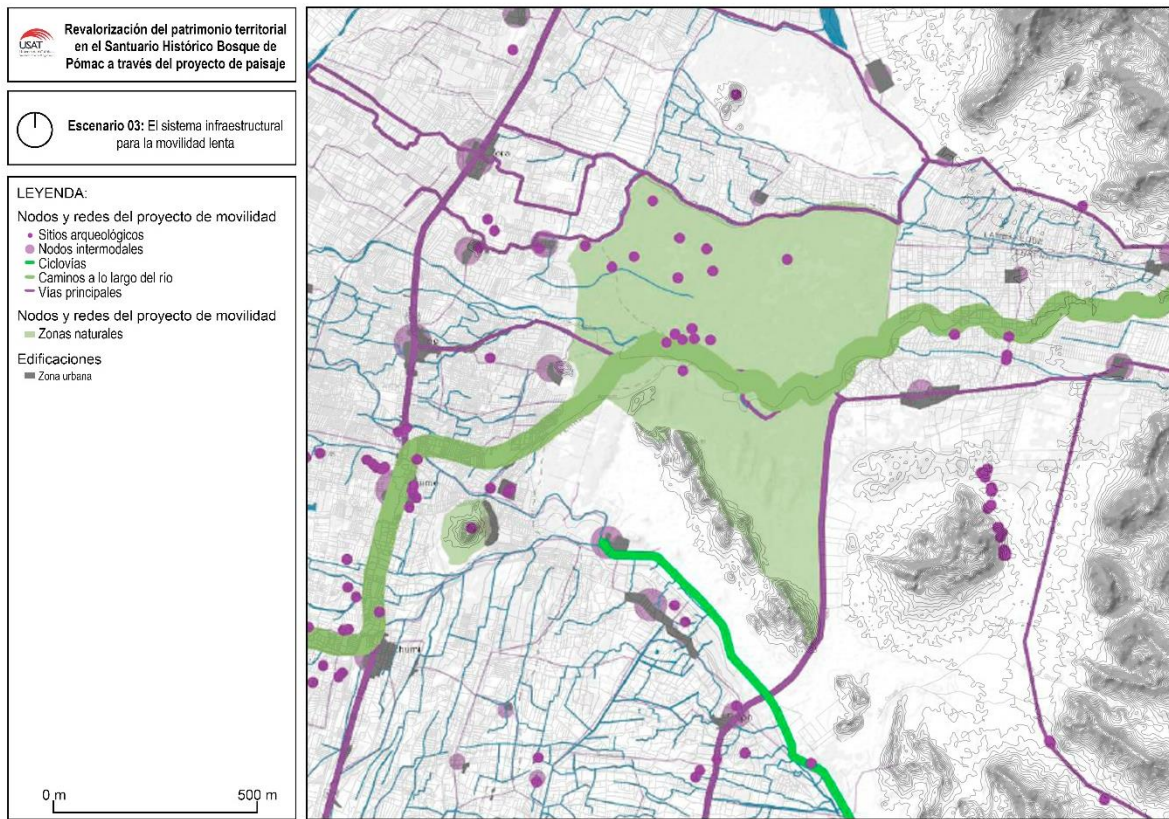 USAT
Revalorización del patrimonio territorial
en el Santuario Histórico Bosque de
Pómac a través del proyecto de paisaje
Escenario 03: El sistema infraestructural
para la movilidad lenta
LEYENDA:
Nodos y redes del proyecto de movilidad
Sitios arqueológicos
Nodos intermodales
Ciclovías
Caminos a lo largo del rio
Vias principales
Nodos y redes del proyecto de movilidad
Zonas naturales
Edificaciones
Zona urbana
0 m
500 m